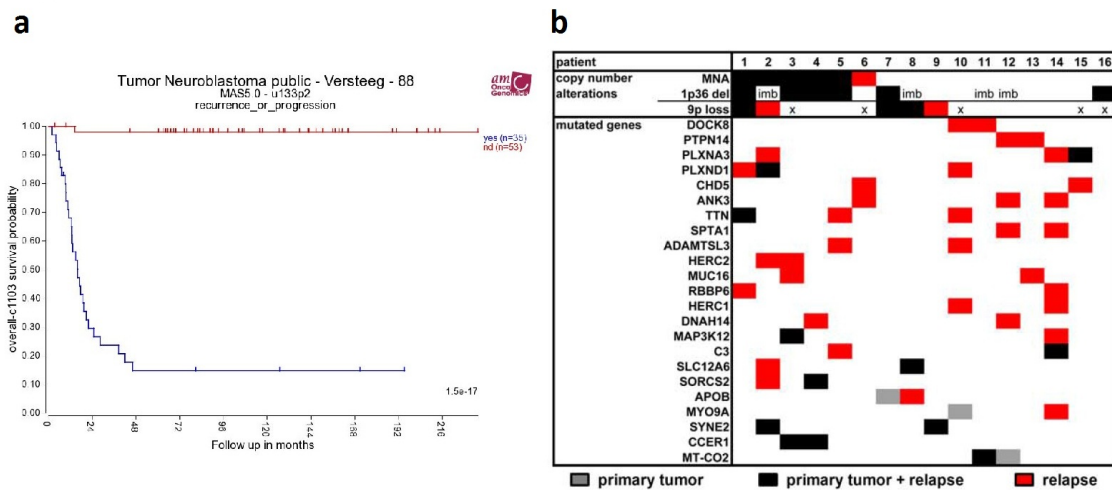 a
b
Tumor Neuroblastoma public - Versteeg - 88
MAS5.0 - u133p2
recurrence_or_progression
amc
Onco
Genomics
yes (n=35)
nd (n=53)
1.00
0.90
0.80
0.70
0.60
0.50
0.40
0.30
0.20
0.10
0.00
overall-c1103 survival probability
1.5e-17
0 24 48 72 96 120 144 168 192 216
Follow up in months
patient 1 2 3 4 5 6 7 8 9 10 11 12 13 14 15 16
copy number MNA
alterations 1p36 del imb imb imb imb
9p loss x x x x x
mutated genes DOCK8
PTPN14
PLXNA3
PLXND1
CHD5
ANK3
TTN
SPTA1
ADAMTSL3
HERC2
MUC16
RBBP6
HERC1
DNAH14
MAP3K12
C3
SLC12A6
SORCS2
APOB
MYO9A
SYNE2
CCER1
MT-CO2
primary tumor primary tumor + relapse relapse